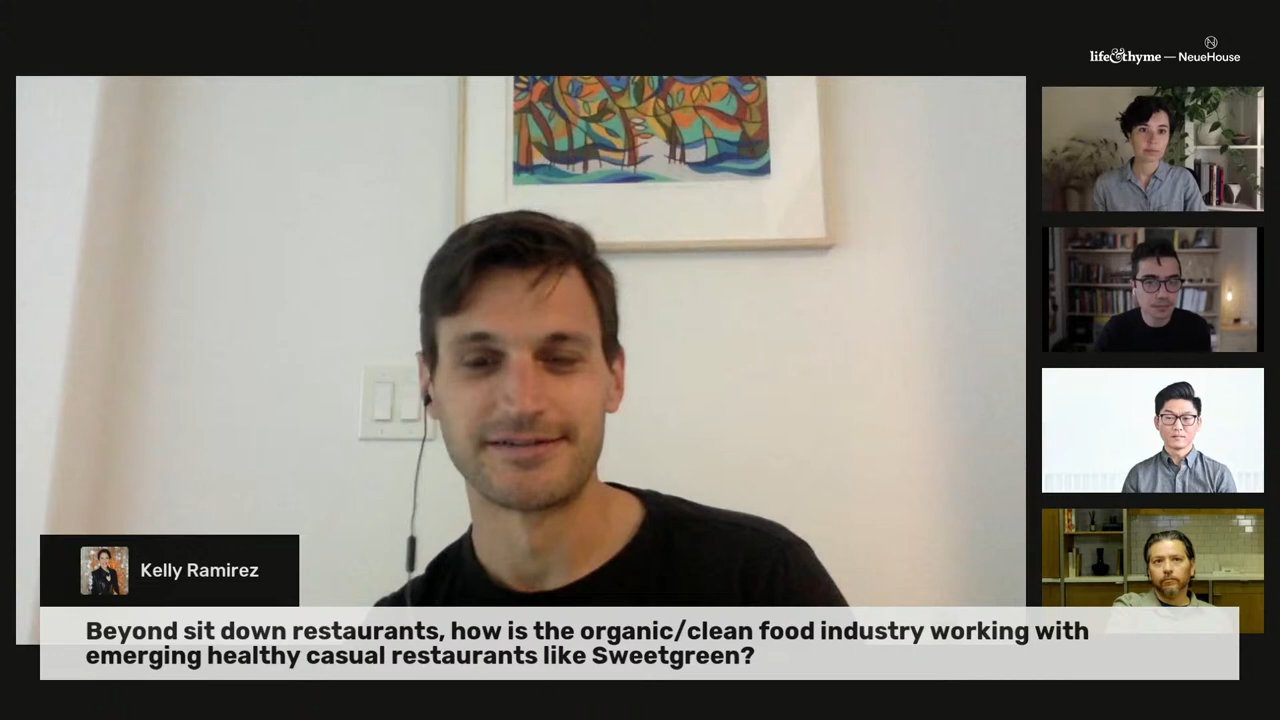 life&thyme — NeueHouse
Kelly Ramirez
Beyond sit down restaurants, how is the organic/clean food industry working with
emerging healthy casual restaurants like Sweetgreen?